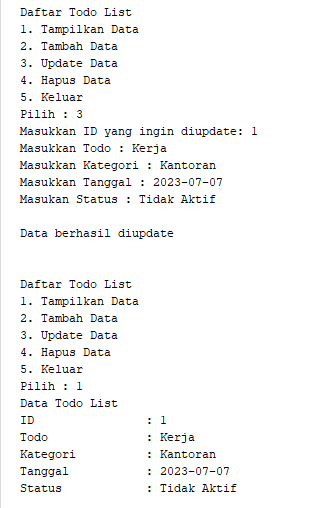 Daftar Todo List
1. Tampilkan Data
2. Tambah Data
3. Update Data
4. Hapus Data
5. Keluar
Pilih : 3
Masukkan ID yang ingin diupdate: 1
Masukkan Todo : Kerja
Masukkan Kategori : Kantoran
Masukkan Tanggal : 2023-07-07
Masukan Status : Tidak Aktif
Data berhasil diupdate
Daftar Todo List
1. Tampilkan Data
2. Tambah Data
3. Update Data
4. Hapus Data
5. Keluar
Pilih : 1
Data Todo List
ID : 1
Todo : Kerja
Kategori : Kantoran
Tanggal : 2023-07-07
Status : Tidak Aktif